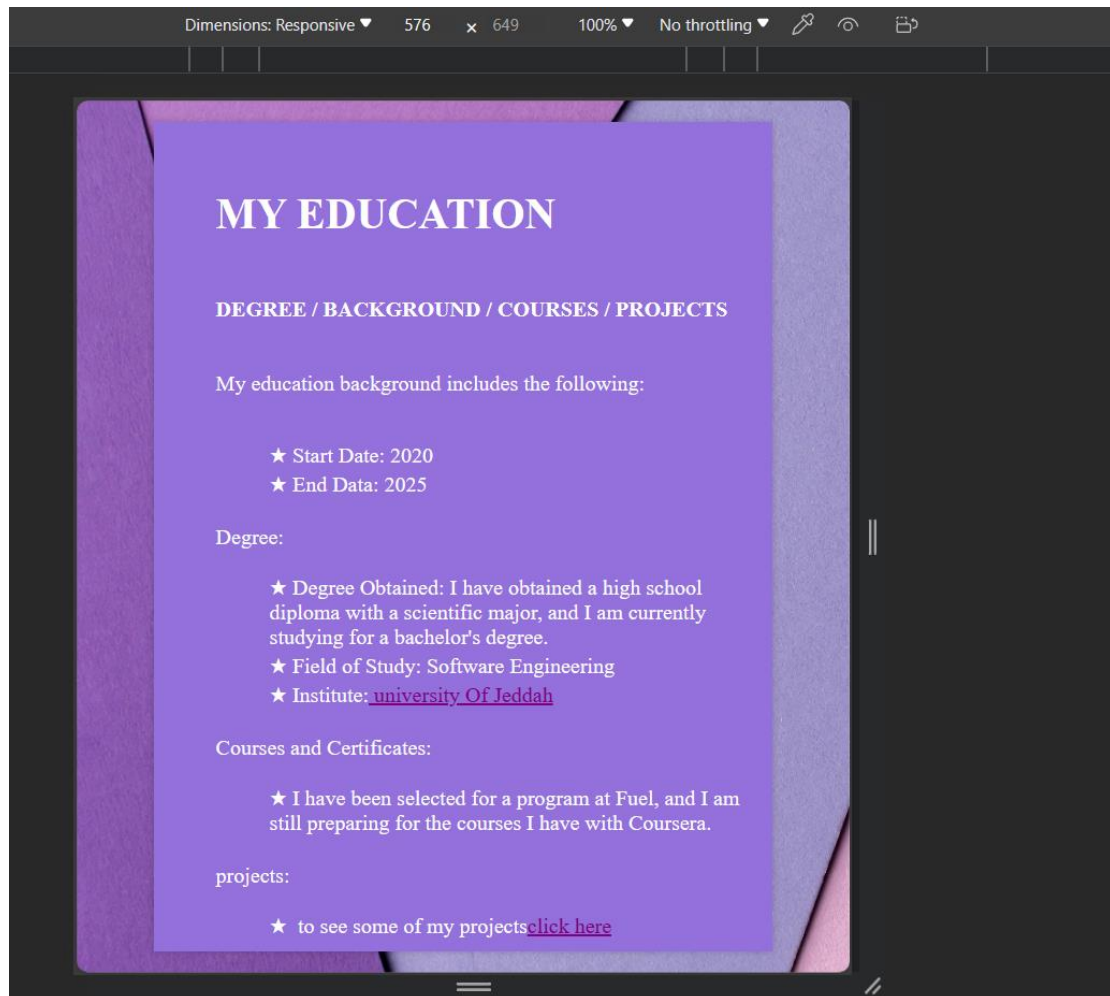 Dimensions: Responsive 576 × 649 100% No throttling
MY EDUCATION
DEGREE / BACKGROUND / COURSES / PROJECTS
My education background includes the following:
★ Start Date: 2020
★ End Data: 2025
Degree:
★ Degree Obtained: I have obtained a high school
diploma with a scientific major, and I am currently
studying for a bachelor's degree.
★ Field of Study: Software Engineering
★ Institute: university Of Jeddah
Courses and Certificates:
★ I have been selected for a program at Fuel, and I am
still preparing for the courses I have with Coursera.
projects:
★ to see some of my projectsclick here